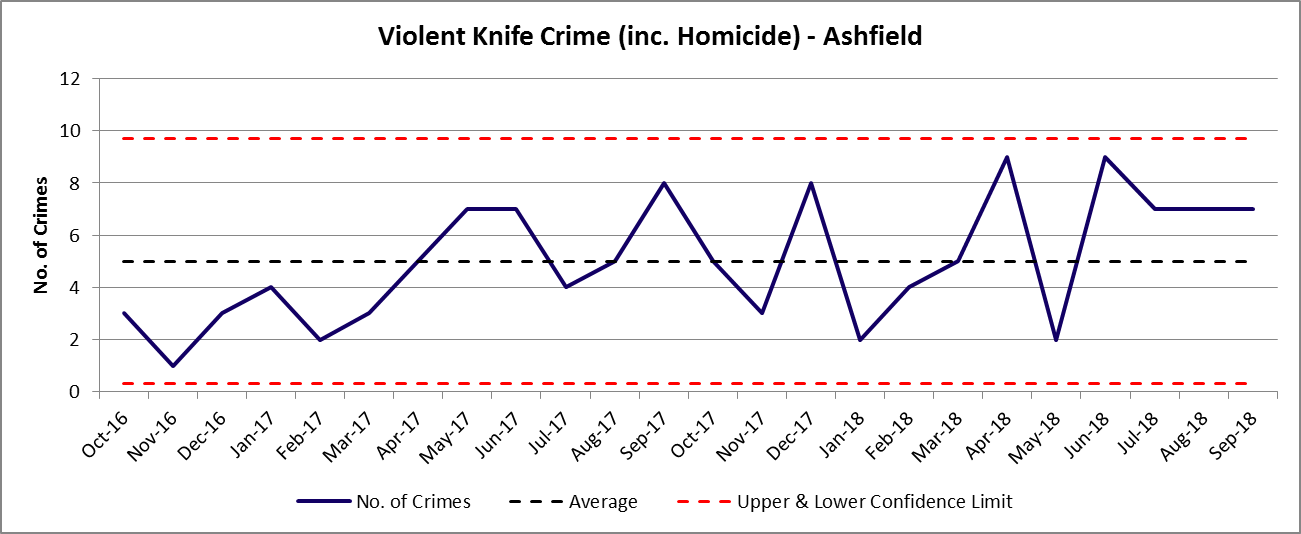 Violent Knife Crime (inc. Homicide) - Ashfield
No. of Crimes
12
10
8
6
4
2
0
Oct-16
Nov-16
Dec-16
Jan-17
Feb-17
Mar-17
Apr-17
May-17
Jun-17
Jul-17
Aug-17
Sep-17
Oct-17
Nov-17
Dec-17
Jan-18
Feb-18
Mar-18
Apr-18
May-18
Jun-18
Jul-18
Aug-18
Sep-18
No. of Crimes
Average
Upper & Lower Confidence Limit